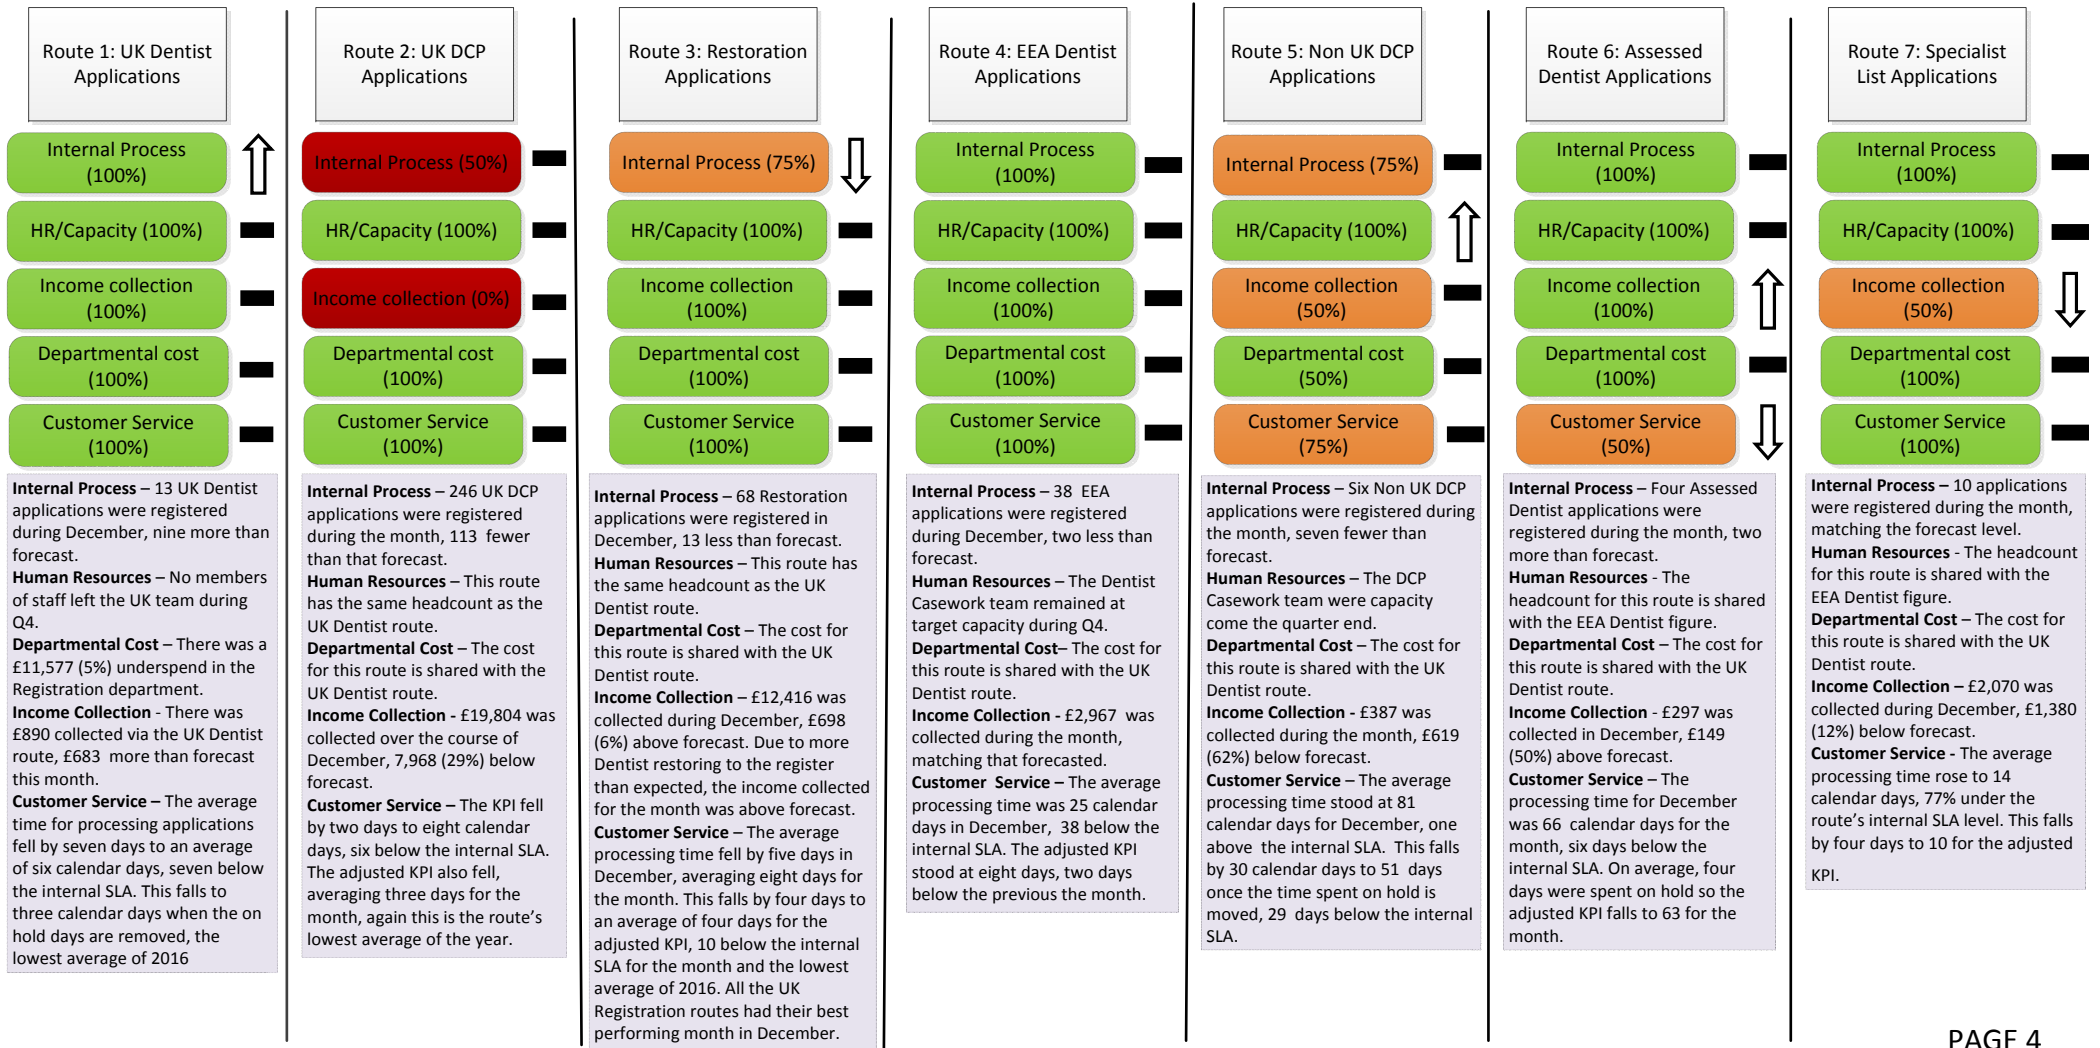 Route 1: UK Dentist
Applications
Internal Process
(100%)
HR/Capacity (100%)
Income collection
(100%)
Departmental cost
(100%)
Customer Service
(100%)
Internal Process – 13 UK Dentist
applications were registered
during December, nine more than
forecast.
Human Resources – No members
of staff left the UK team during
Q4.
Departmental Cost – There was a
£11,577 (5%) underspend in the
Registration department.
Income Collection - There was
£890 collected via the UK Dentist
route, £683 more than forecast
this month.
Customer Service – The average
time for processing applications
fell by seven days to an average
of six calendar days, seven below
the internal SLA. This falls to
three calendar days when the on
hold days are removed, the
lowest average of 2016
Route 2: UK DCP
Applications
Internal Process (50%)
HR/Capacity (100%)
Income collection (0%)
Departmental cost
(100%)
Customer Service
(100%)
Internal Process – 246 UK DCP
applications were registered
during the month, 113 fewer
than that forecast.
Human Resources – This route
has the same headcount as the
UK Dentist route.
Departmental Cost – The cost
for this route is shared with the
UK Dentist route.
Income Collection - £19,804 was
collected over the course of
December, 7,968 (29%) below
forecast.
Customer Service – The KPI fell
by two days to eight calendar
days, six below the internal SLA.
The adjusted KPI also fell,
averaging three days for the
month, again this is the route's
lowest average of the year.
Route 3: Restoration
Applications
Internal Process (75%)
HR/Capacity (100%)
Income collection
(100%)
Departmental cost
(100%)
Customer Service
(100%)
Internal Process – 68 Restoration
applications were registered in
December, 13 less than forecast.
Human Resources – This route has
the same headcount as the UK
Dentist route.
Departmental Cost – The cost for
this route is shared with the UK
Dentist route.
Income Collection – £12,416 was
collected during December, £698
(6%) above forecast. Due to more
Dentist restoring to the register
than expected, the income collected
for the month was above forecast.
Customer Service – The average
processing time fell by five days in
December, averaging eight days for
the month. This falls by four days to
an average of four days for the
adjusted KPI, 10 below the internal
SLA for the month and the lowest
average of 2016. All the UK
Registration routes had their best
performing month in December.
Route 4: EEA Dentist
Applications
Internal Process
(100%)
HR/Capacity (100%)
Income collection
(100%)
Departmental cost
(100%)
Customer Service
(100%)
Internal Process – 38 EEA
applications were registered
during December, two less than
forecast.
Human Resources – The Dentist
Casework team remained at
target capacity during Q4.
Departmental Cost– The cost for
this route is shared with the UK
Dentist route.
Income Collection - £2,967 was
collected during the month,
matching that forecasted.
Customer Service – The average
processing time was 25 calendar
days in December, 38 below the
internal SLA. The adjusted KPI
stood at eight days, two days
below the previous the month.
Route 5: Non UK DCP
Applications
Internal Process (75%)
HR/Capacity (100%)
Income collection
(50%)
Departmental cost
(50%)
Customer Service
(75%)
Internal Process – Six Non UK DCP
applications were registered during
the month, seven fewer than
forecast.
Human Resources – The DCP
Casework team were capacity
come the quarter end.
Departmental Cost – The cost for
this route is shared with the UK
Dentist route.
Income Collection - £387 was
collected during the month, £619
(62%) below forecast.
Customer Service – The average
processing time stood at 81
calendar days for December, one
above the internal SLA. This falls
by 30 calendar days to 51 days
once the time spent on hold is
moved, 29 days below the internal
SLA.
Route 6: Assessed
Dentist Applications
Internal Process
(100%)
HR/Capacity (100%)
Income collection
(100%)
Departmental cost
(100%)
Customer Service
(50%)
Internal Process – Four Assessed
Dentist applications were
registered during the month, two
more than forecast.
Human Resources - The
headcount for this route is shared
with the EEA Dentist figure.
Departmental Cost – The cost for
this route is shared with the UK
Dentist route.
Income Collection - £297 was
collected in December, £149
(50%) above forecast.
Customer Service – The
processing time for December
was 66 calendar days for the
month, six days below the
internal SLA. On average, four
days were spent on hold so the
adjusted KPI falls to 63 for the
month.
Route 7: Specialist
List Applications
Internal Process
(100%)
HR/Capacity (100%)
Income collection
(50%)
Departmental cost
(100%)
Customer Service
(100%)
Internal Process – 10 applications
were registered during the month,
matching the forecast level.
Human Resources - The headcount
for this route is shared with the
EEA Dentist figure.
Departmental Cost – The cost for
this route is shared with the UK
Dentist route.
Income Collection – £2,070 was
collected during December, £1,380
(12%) below forecast.
Customer Service - The average
processing time rose to 14
calendar days, 77% under the
route's internal SLA level. This falls
by four days to 10 for the adjusted
KPI.
PAGE 4